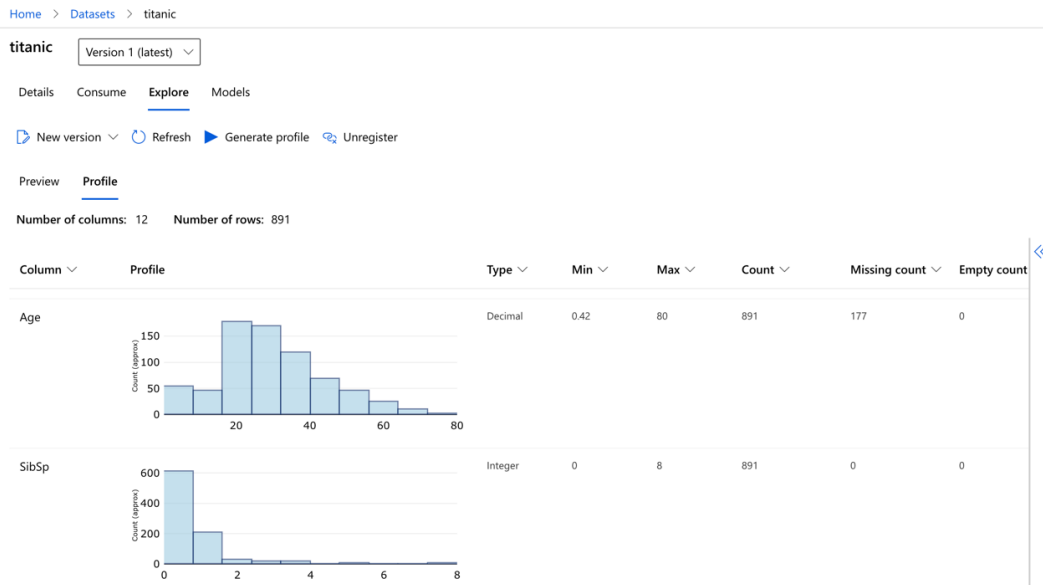 Home > Datasets > titanic
titanic Version 1 (latest)
Details Consume Explore Models
New version Refresh Generate profile Unregister
Preview Profile
Number of columns: 12 Number of rows: 891
Column Profile Type Min Max Count Missing count Empty count
Age Decimal 0.42 80 891 177 0
Count (approx)
150
100
50
0
20 40 60 80
SibSp Integer 0 8 891 0 0
Count (approx)
600
400
200
0
0 2 4 6 8